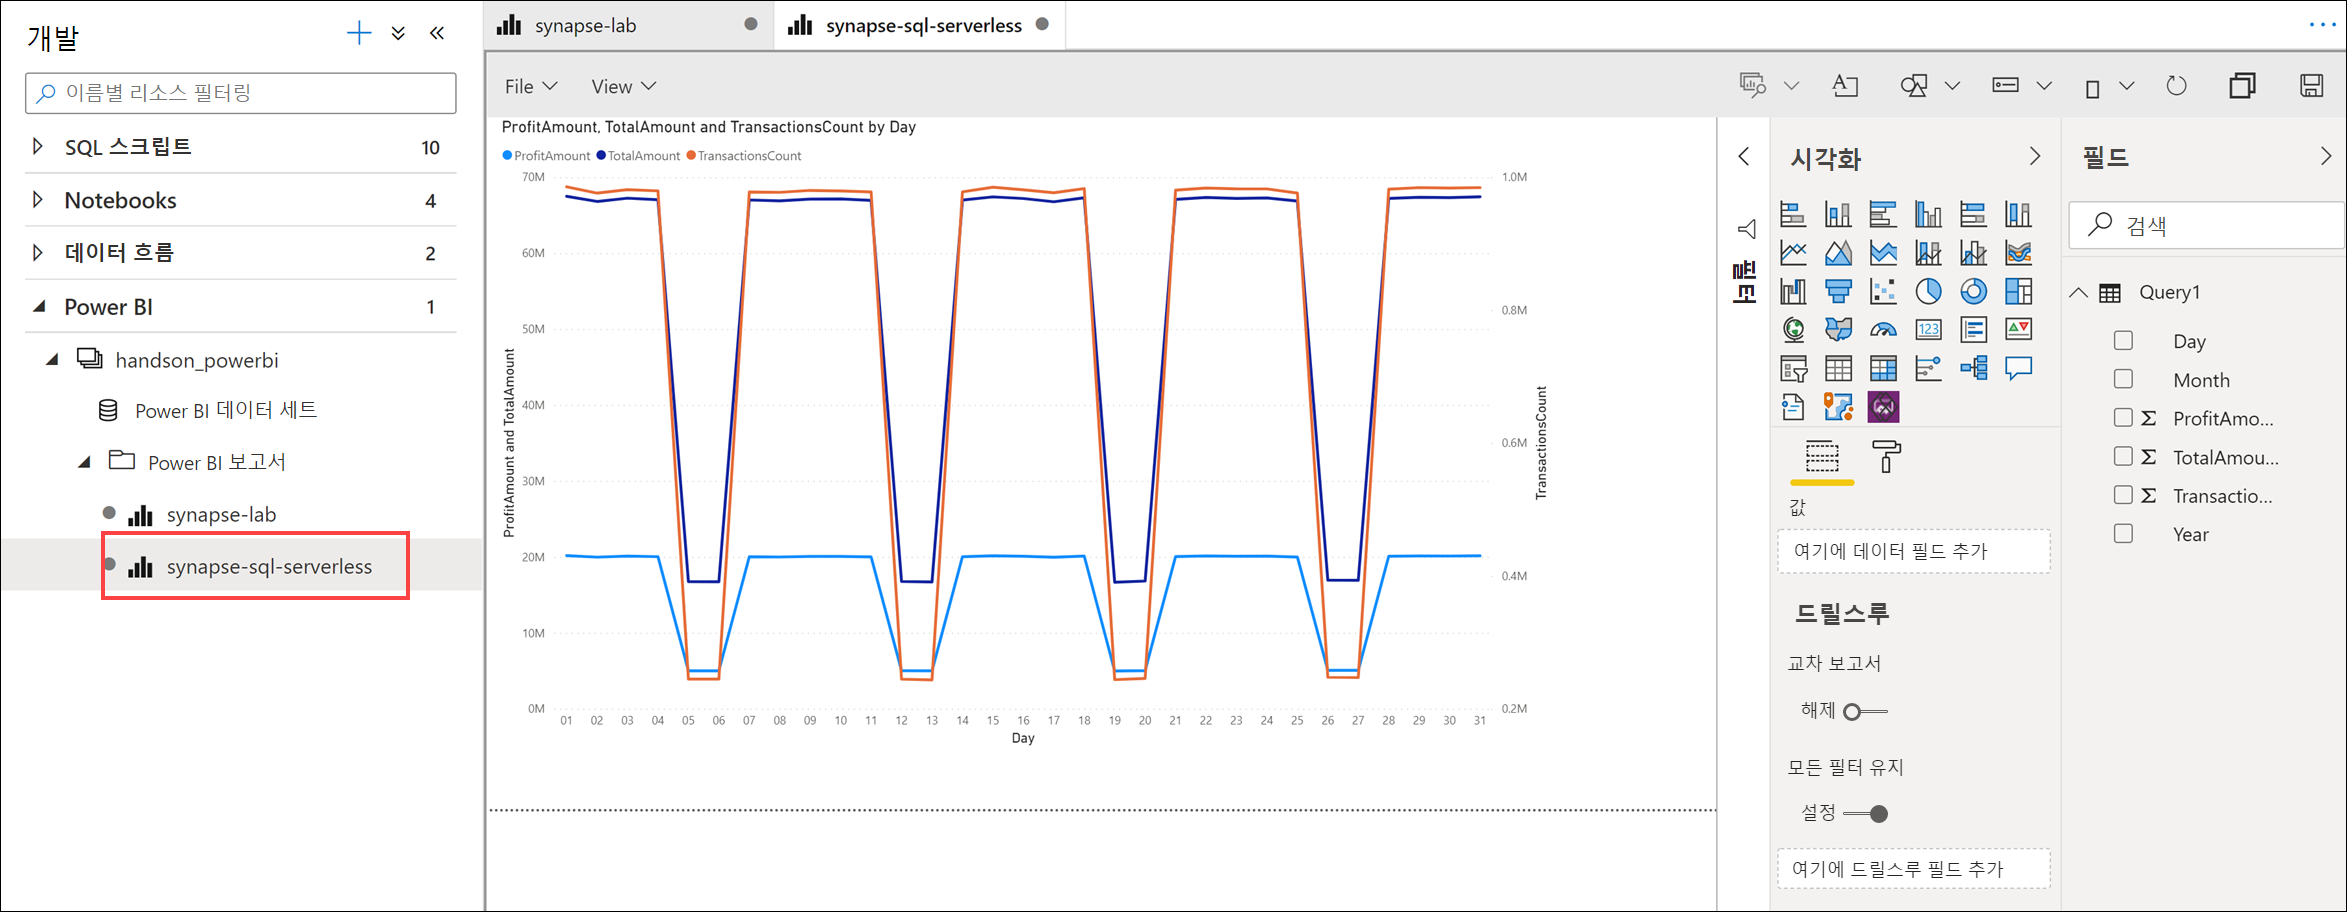 개발
이름별 리소스 필터링
SQL 스크립트 10
Notebooks 4
데이터 흐름 2
Power BI 1
handson_powerbi
Power BI 데이터 세트
Power BI 보고서
synapse-lab
synapse-sql-serverless
synapse-lab
synapse-sql-serverless
File
View
ProfitAmount, TotalAmount and TransactionsCount by Day
ProfitAmount TotalAmount TransactionsCount
70M
60M
50M
40M
30M
20M
10M
0M
ProfitAmount and TotalAmount
1.0M
0.8M
0.6M
0.4M
0.2M
TransactionsCount
01 02 03 04 05 06 07 08 09 10 11 12 13 14 15 16 17 18 19 20 21 22 23 24 25 26 27 28 29 30 31
Day
필터
시각화
123
값
여기에 데이터 필드 추가
드릴스루
교차 보고서
해제
모든 필터 유지
설정
여기에 드릴스루 필드 추가
필드
검색
Query1
Day
Month
Σ ProfitAmo...
Σ TotalAmou...
Σ Transactio...
Year